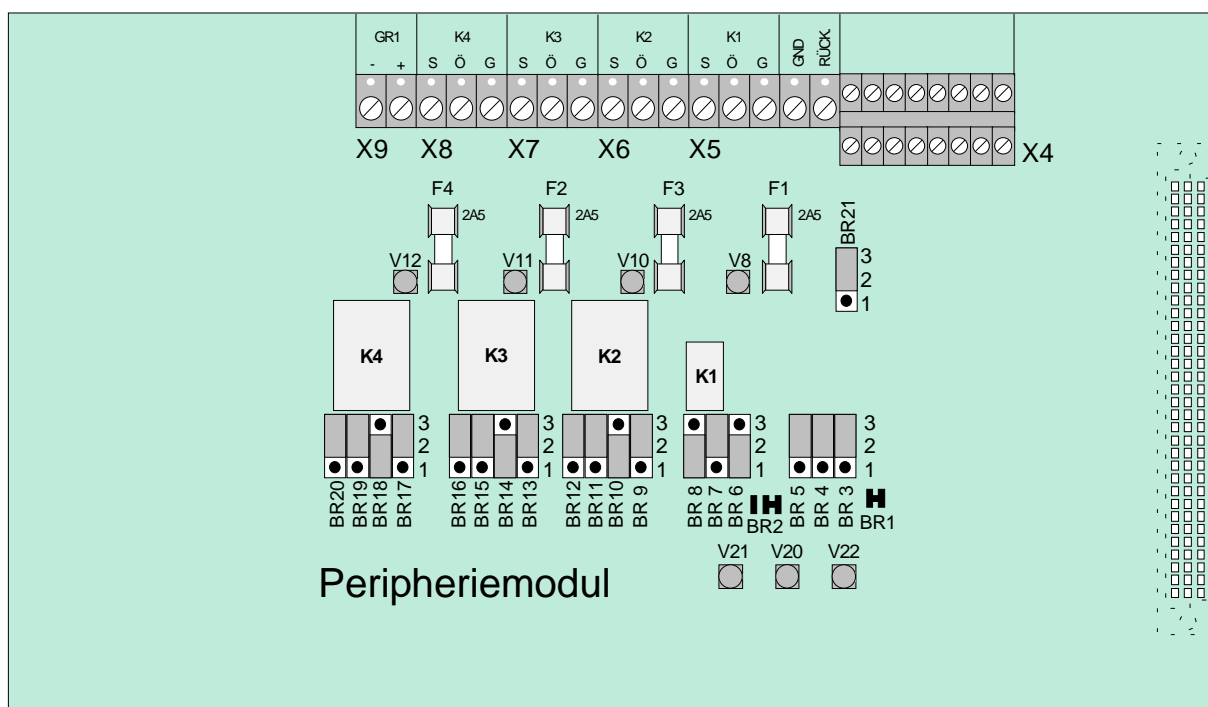 GR1 K4 K3 K2 K1 GND RÜCK.
- + S Ö G S Ö G S Ö G S Ö G
X9 X8 X7 X6 X5 X4
F4 F2 F3 F1
2A5 2A5 2A5 2A5
BR21
V12 V11 V10 V8
3
2
1
K4 K3 K2 K1
3 3 3 3 3
2 2 2 2 2
1 1 1 1 1
BR20 BR19 BR18 BR17 BR16 BR15 BR14 BR13 BR12 BR11 BR10 BR 9 BR 8 BR 7 BR 6 BR2 BR 5 BR 4 BR 3 BR1
V21 V20 V22
Peripheriemodul